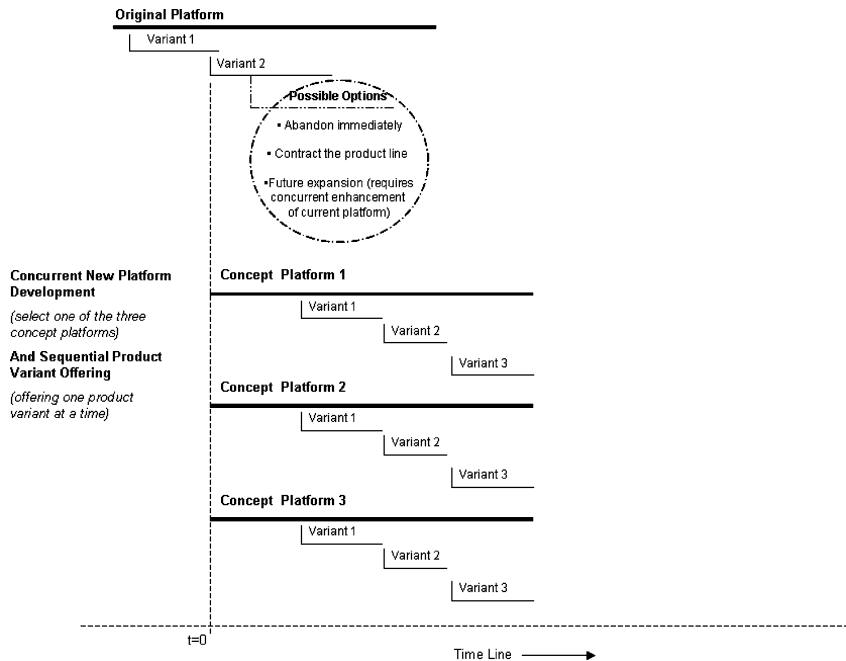 Original Platform
Variant 1
Variant 2
Possible Options
▪ Abandon immediately
▪ Contract the product line
▪Future expansion (requires
concurrent enhancement
of current platform)
Concurrent New Platform
Development
(select one of the three
concept platforms)
And Sequential Product
Variant Offering
(offering one product
variant at a time)
Concept Platform 1
Variant 1
Variant 2
Variant 3
Concept Platform 2
Variant 1
Variant 2
Variant 3
Concept Platform 3
Variant 1
Variant 2
Variant 3
t=0
Time Line